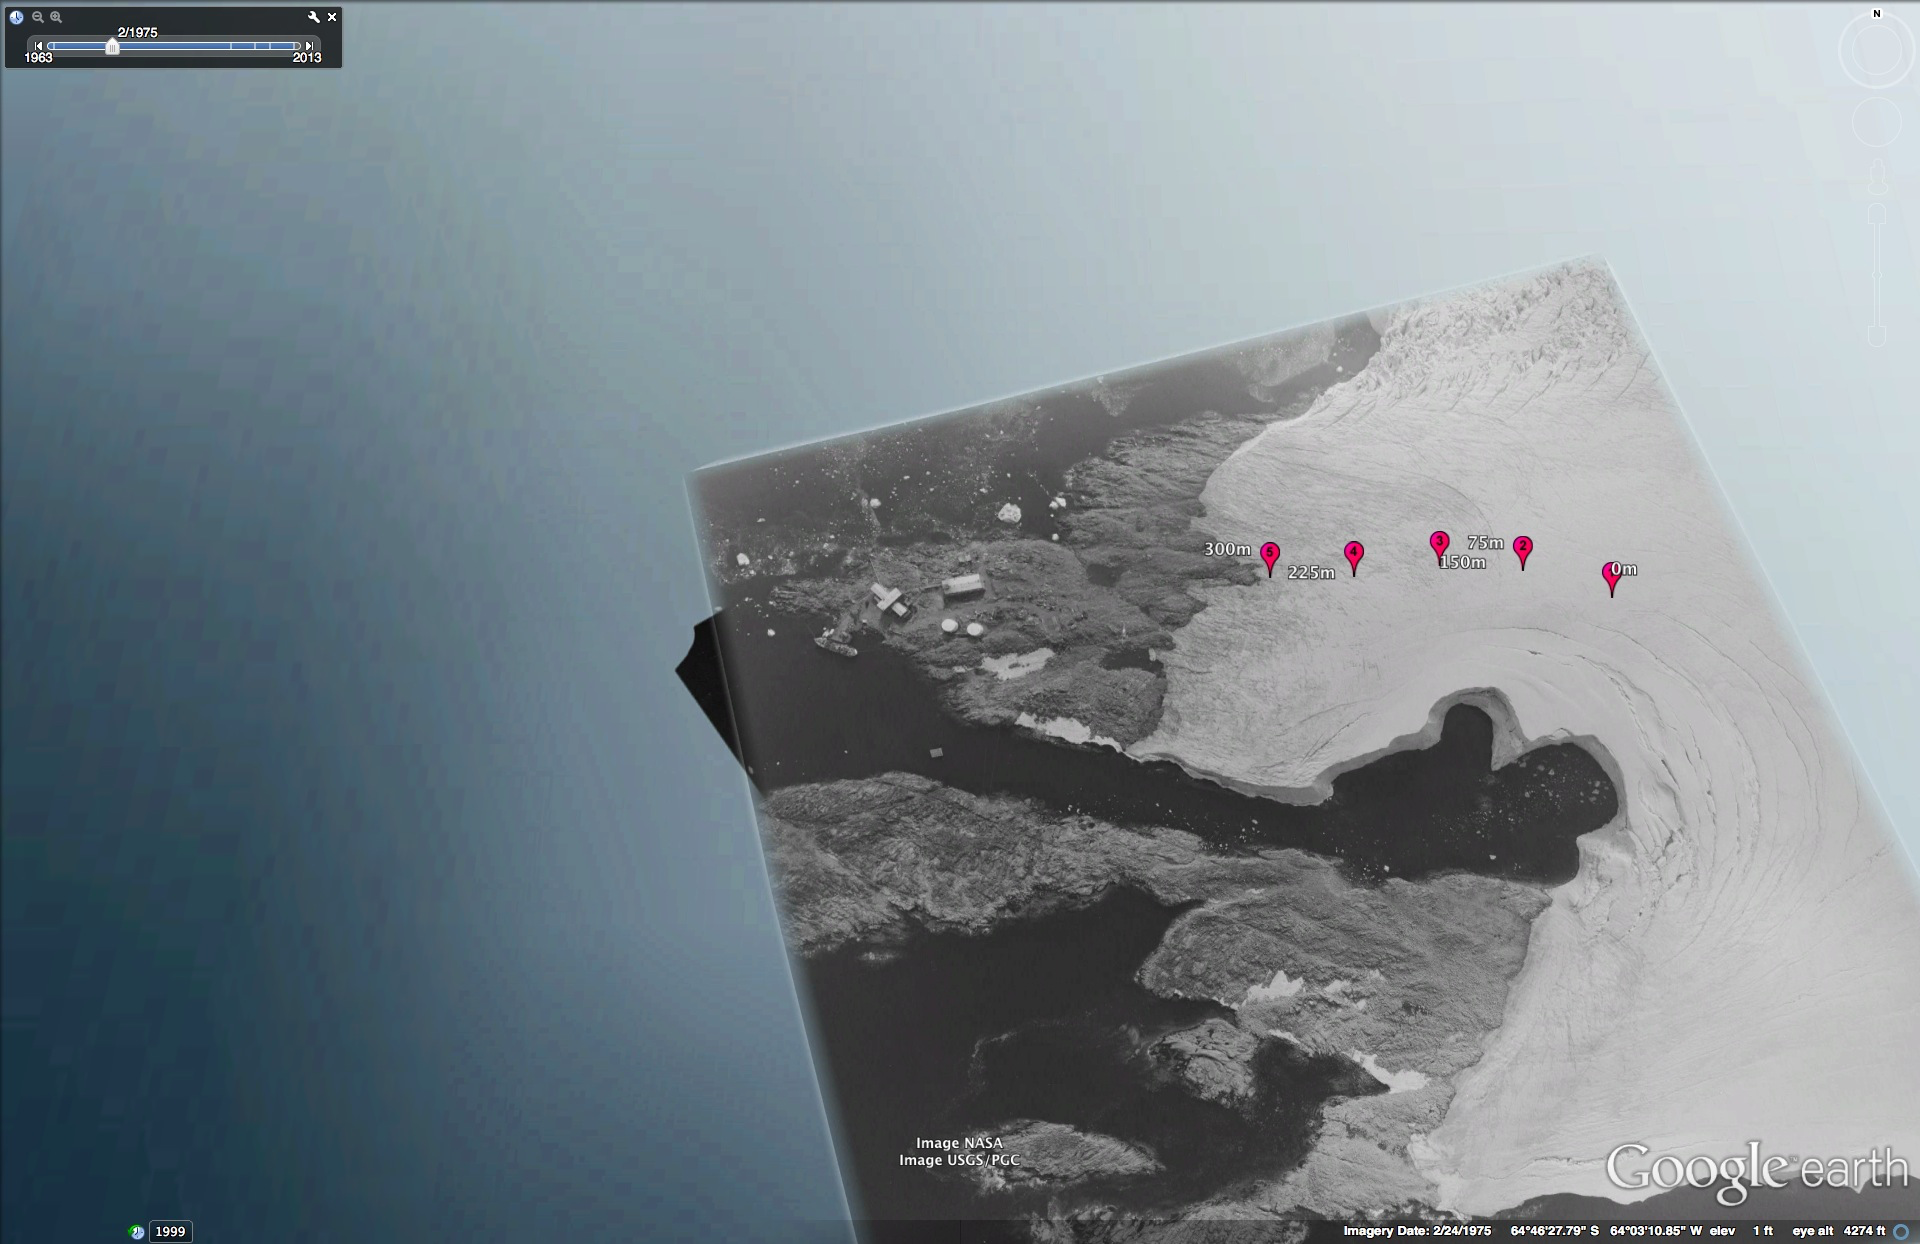 2/1975
1963
2013
N
300m
5
225m
4
3
150m
75m
2
0m
Image NASA
Image USGS/PGC
Google earth
1999
Imagery Date: 2/24/1975 64°46'27.79" S 64°03'10.85" W elev 1 ft eye alt 4274 ft